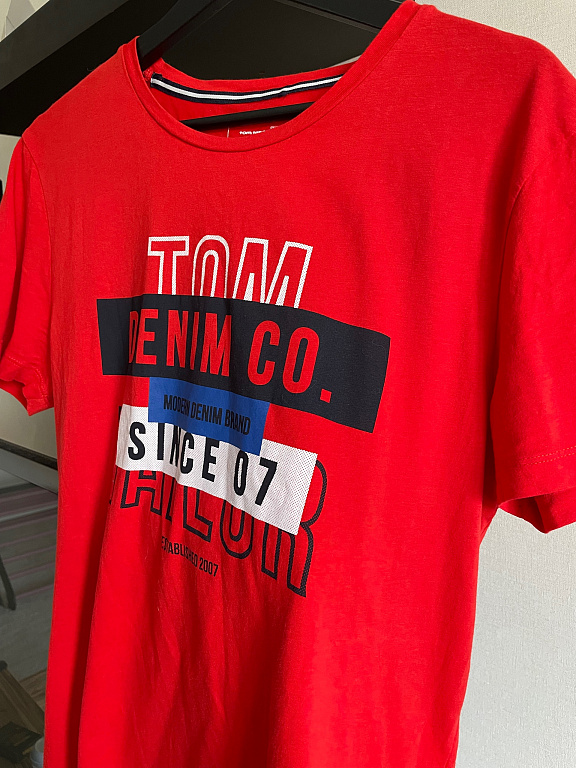 TOM
DENIM CO.
MODERN DENIM BRAND
SINCE 07
TAILOR
ESTABLISHED 2007